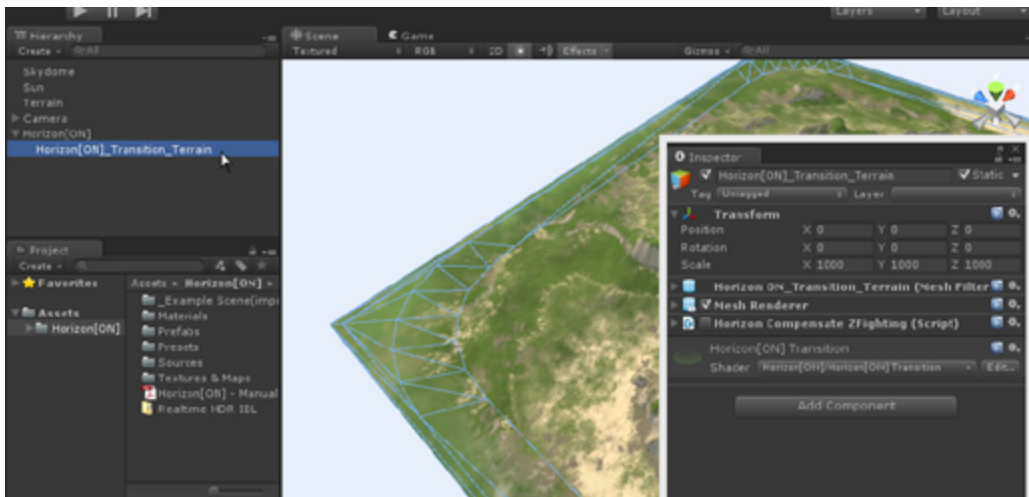 Layers
Layout
Hierarchy
Create
All
Skydome
Sun
Terrain
Camera
Horizon[ON]
Horizon[ON]_Transition_Terrain
Scene
Game
Textured
RGB
2D
Effects
Gizmos
All
Project
Create
Favorites
Assets
Horizon[ON]
Assets Horizon[ON]
_Example Scene(imp
Materials
Prefabs
Presets
Sources
Textures & Maps
Horizon[ON] - Manual
Realtime HDR IBL
Inspector
Horizon[ON]_Transition_Terrain
Static
Tag Untagged
Layer
Transform
Position X 0 Y 0 Z 0
Rotation X 0 Y 0 Z 0
Scale X 1000 Y 1000 Z 1000
Horizon ON_Transition_Terrain (Mesh Filter
Mesh Renderer
Horizon Compensate ZFighting (Script)
Horizon[ON] Transition
Shader Horizon[ON]/Horizon[ON] Transition Edit...
Add Component